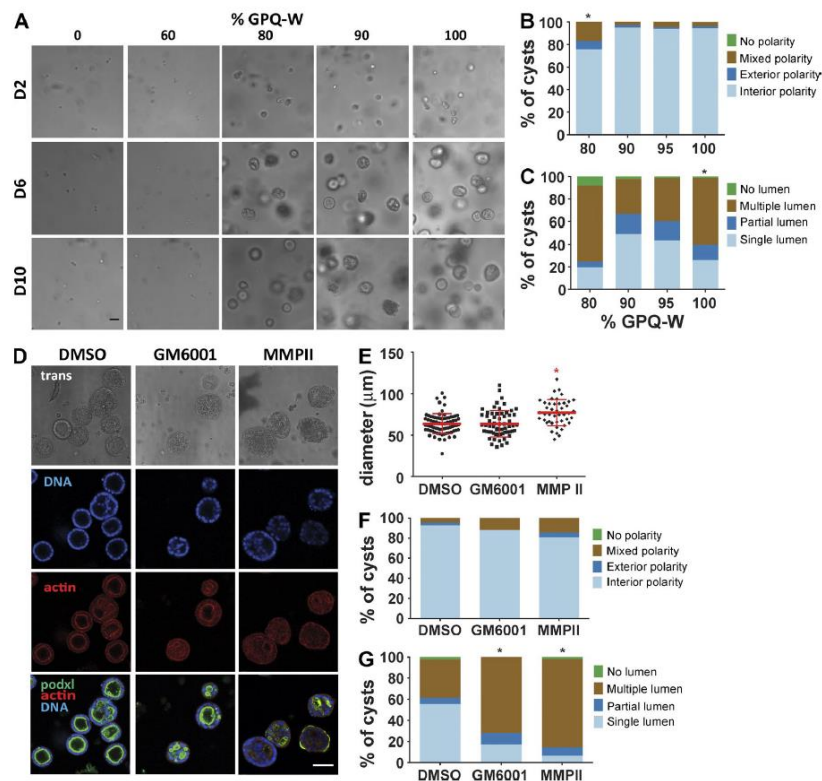 A
% GPQ-W
0 60 80 90 100
D2
D6
D10
B
*
% of cysts
100
80
60
40
20
0
80 90 95 100
No polarity
Mixed polarity
Exterior polarity
Interior polarity
C
*
% of cysts
100
80
60
40
20
0
80 90 95 100
% GPQ-W
No lumen
Multiple lumen
Partial lumen
Single lumen
D
DMSO GM6001 MMPII
trans
DNA
actin
podxl
actin
DNA
E
diameter (μm)
150
100
50
0
*
DMSO GM6001 MMP II
F
% of cysts
100
80
60
40
20
0
DMSO GM6001 MMPII
No polarity
Mixed polarity
Exterior polarity
Interior polarity
G
* *
% of cysts
100
80
60
40
20
0
DMSO GM6001 MMPII
No lumen
Multiple lumen
Partial lumen
Single lumen